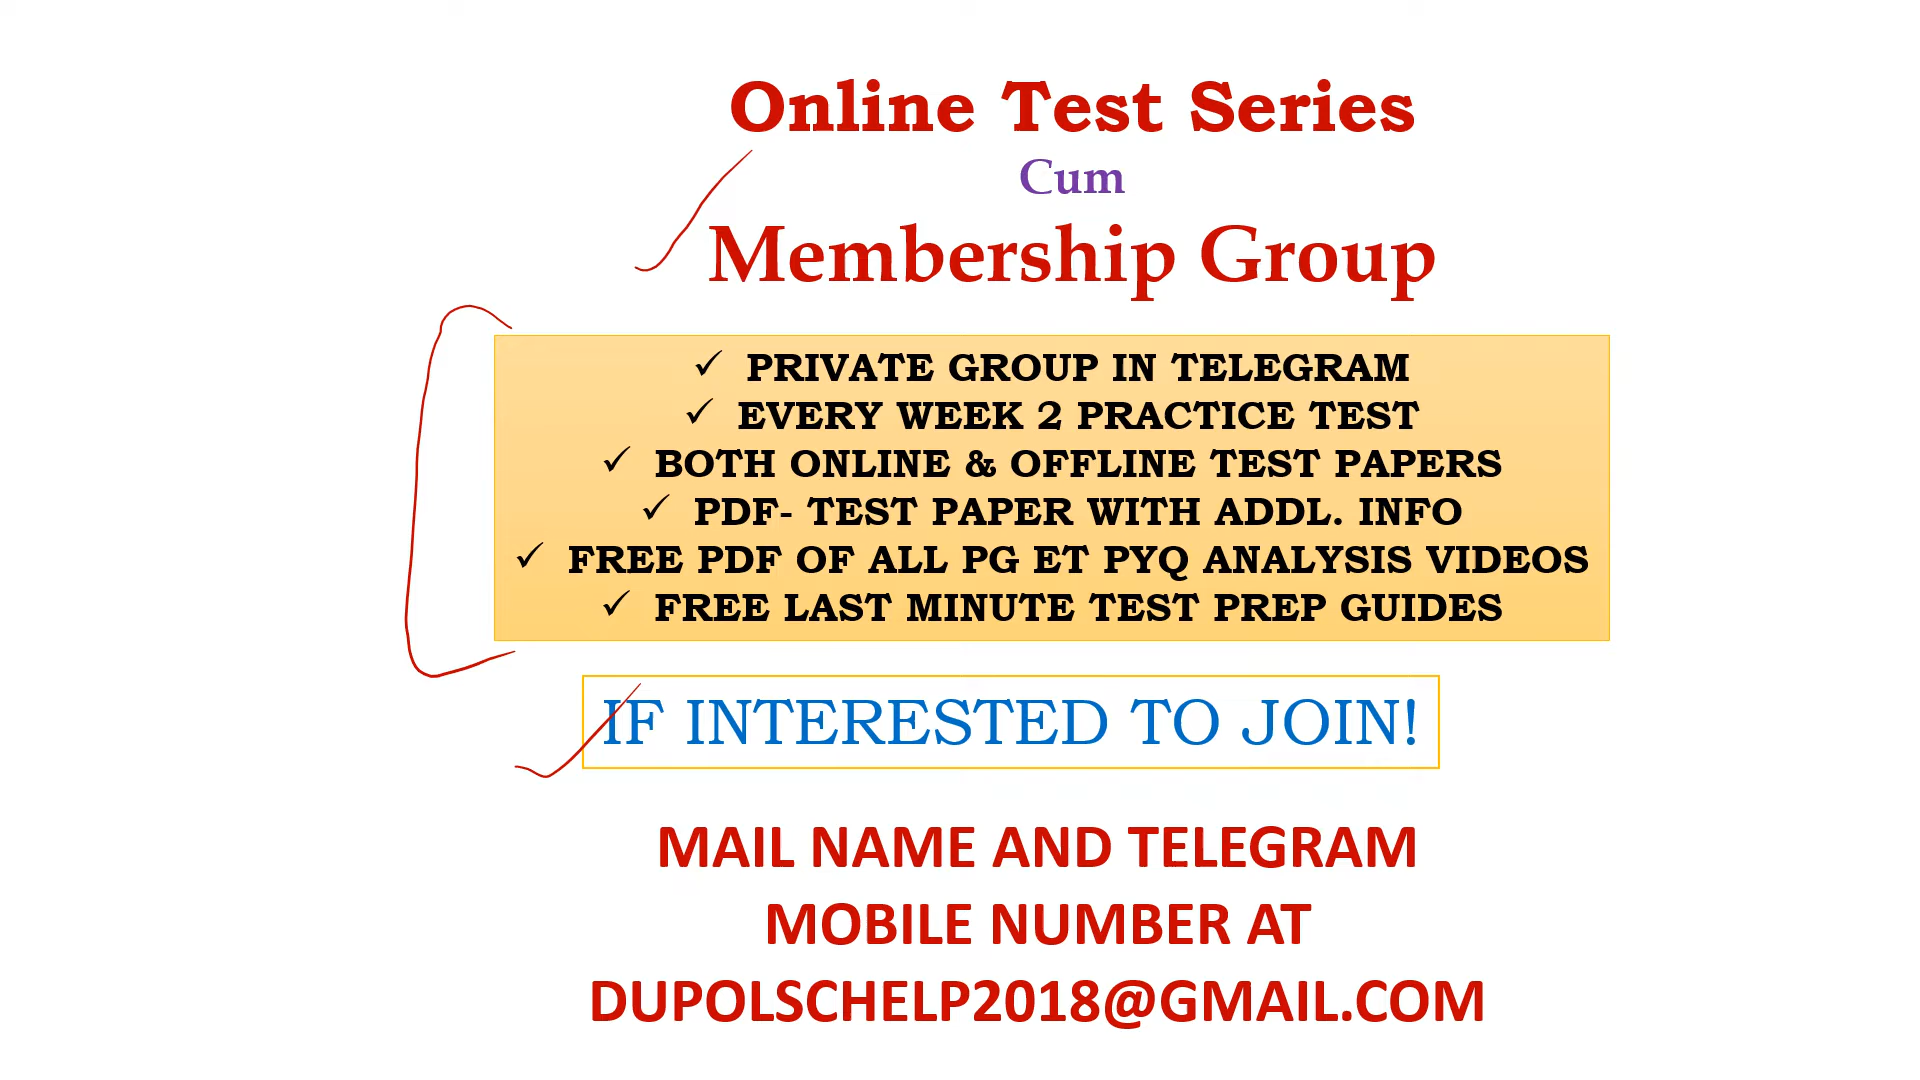 Online Test Series
Cum
Membership Group
✓ PRIVATE GROUP IN TELEGRAM
✓ EVERY WEEK 2 PRACTICE TEST
✓ BOTH ONLINE & OFFLINE TEST PAPERS
✓ PDF- TEST PAPER WITH ADDL. INFO
✓ FREE PDF OF ALL PG ET PYQ ANALYSIS VIDEOS
✓ FREE LAST MINUTE TEST PREP GUIDES
IF INTERESTED TO JOIN!
MAIL NAME AND TELEGRAM
MOBILE NUMBER AT
DUPOLSCHELP2018@GMAIL.COM